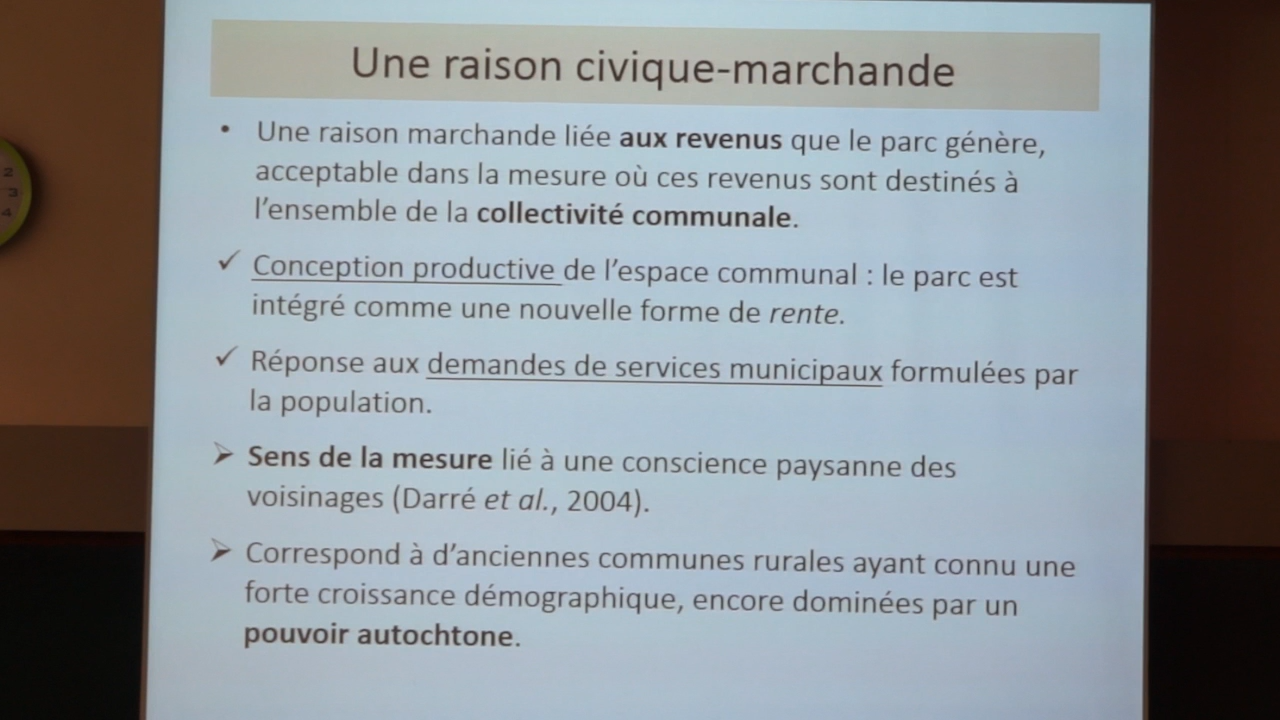 Une raison civique-marchande
• Une raison marchande liée aux revenus que le parc génère,
acceptable dans la mesure où ces revenus sont destinés à
l'ensemble de la collectivité communale.
✓ Conception productive de l'espace communal : le parc est
intégré comme une nouvelle forme de rente.
✓ Réponse aux demandes de services municipaux formulées par
la population.
➢ Sens de la mesure lié à une conscience paysanne des
voisinages (Darré et al., 2004).
➢ Correspond à d'anciennes communes rurales ayant connu une
forte croissance démographique, encore dominées par un
pouvoir autochtone.
2
3
4